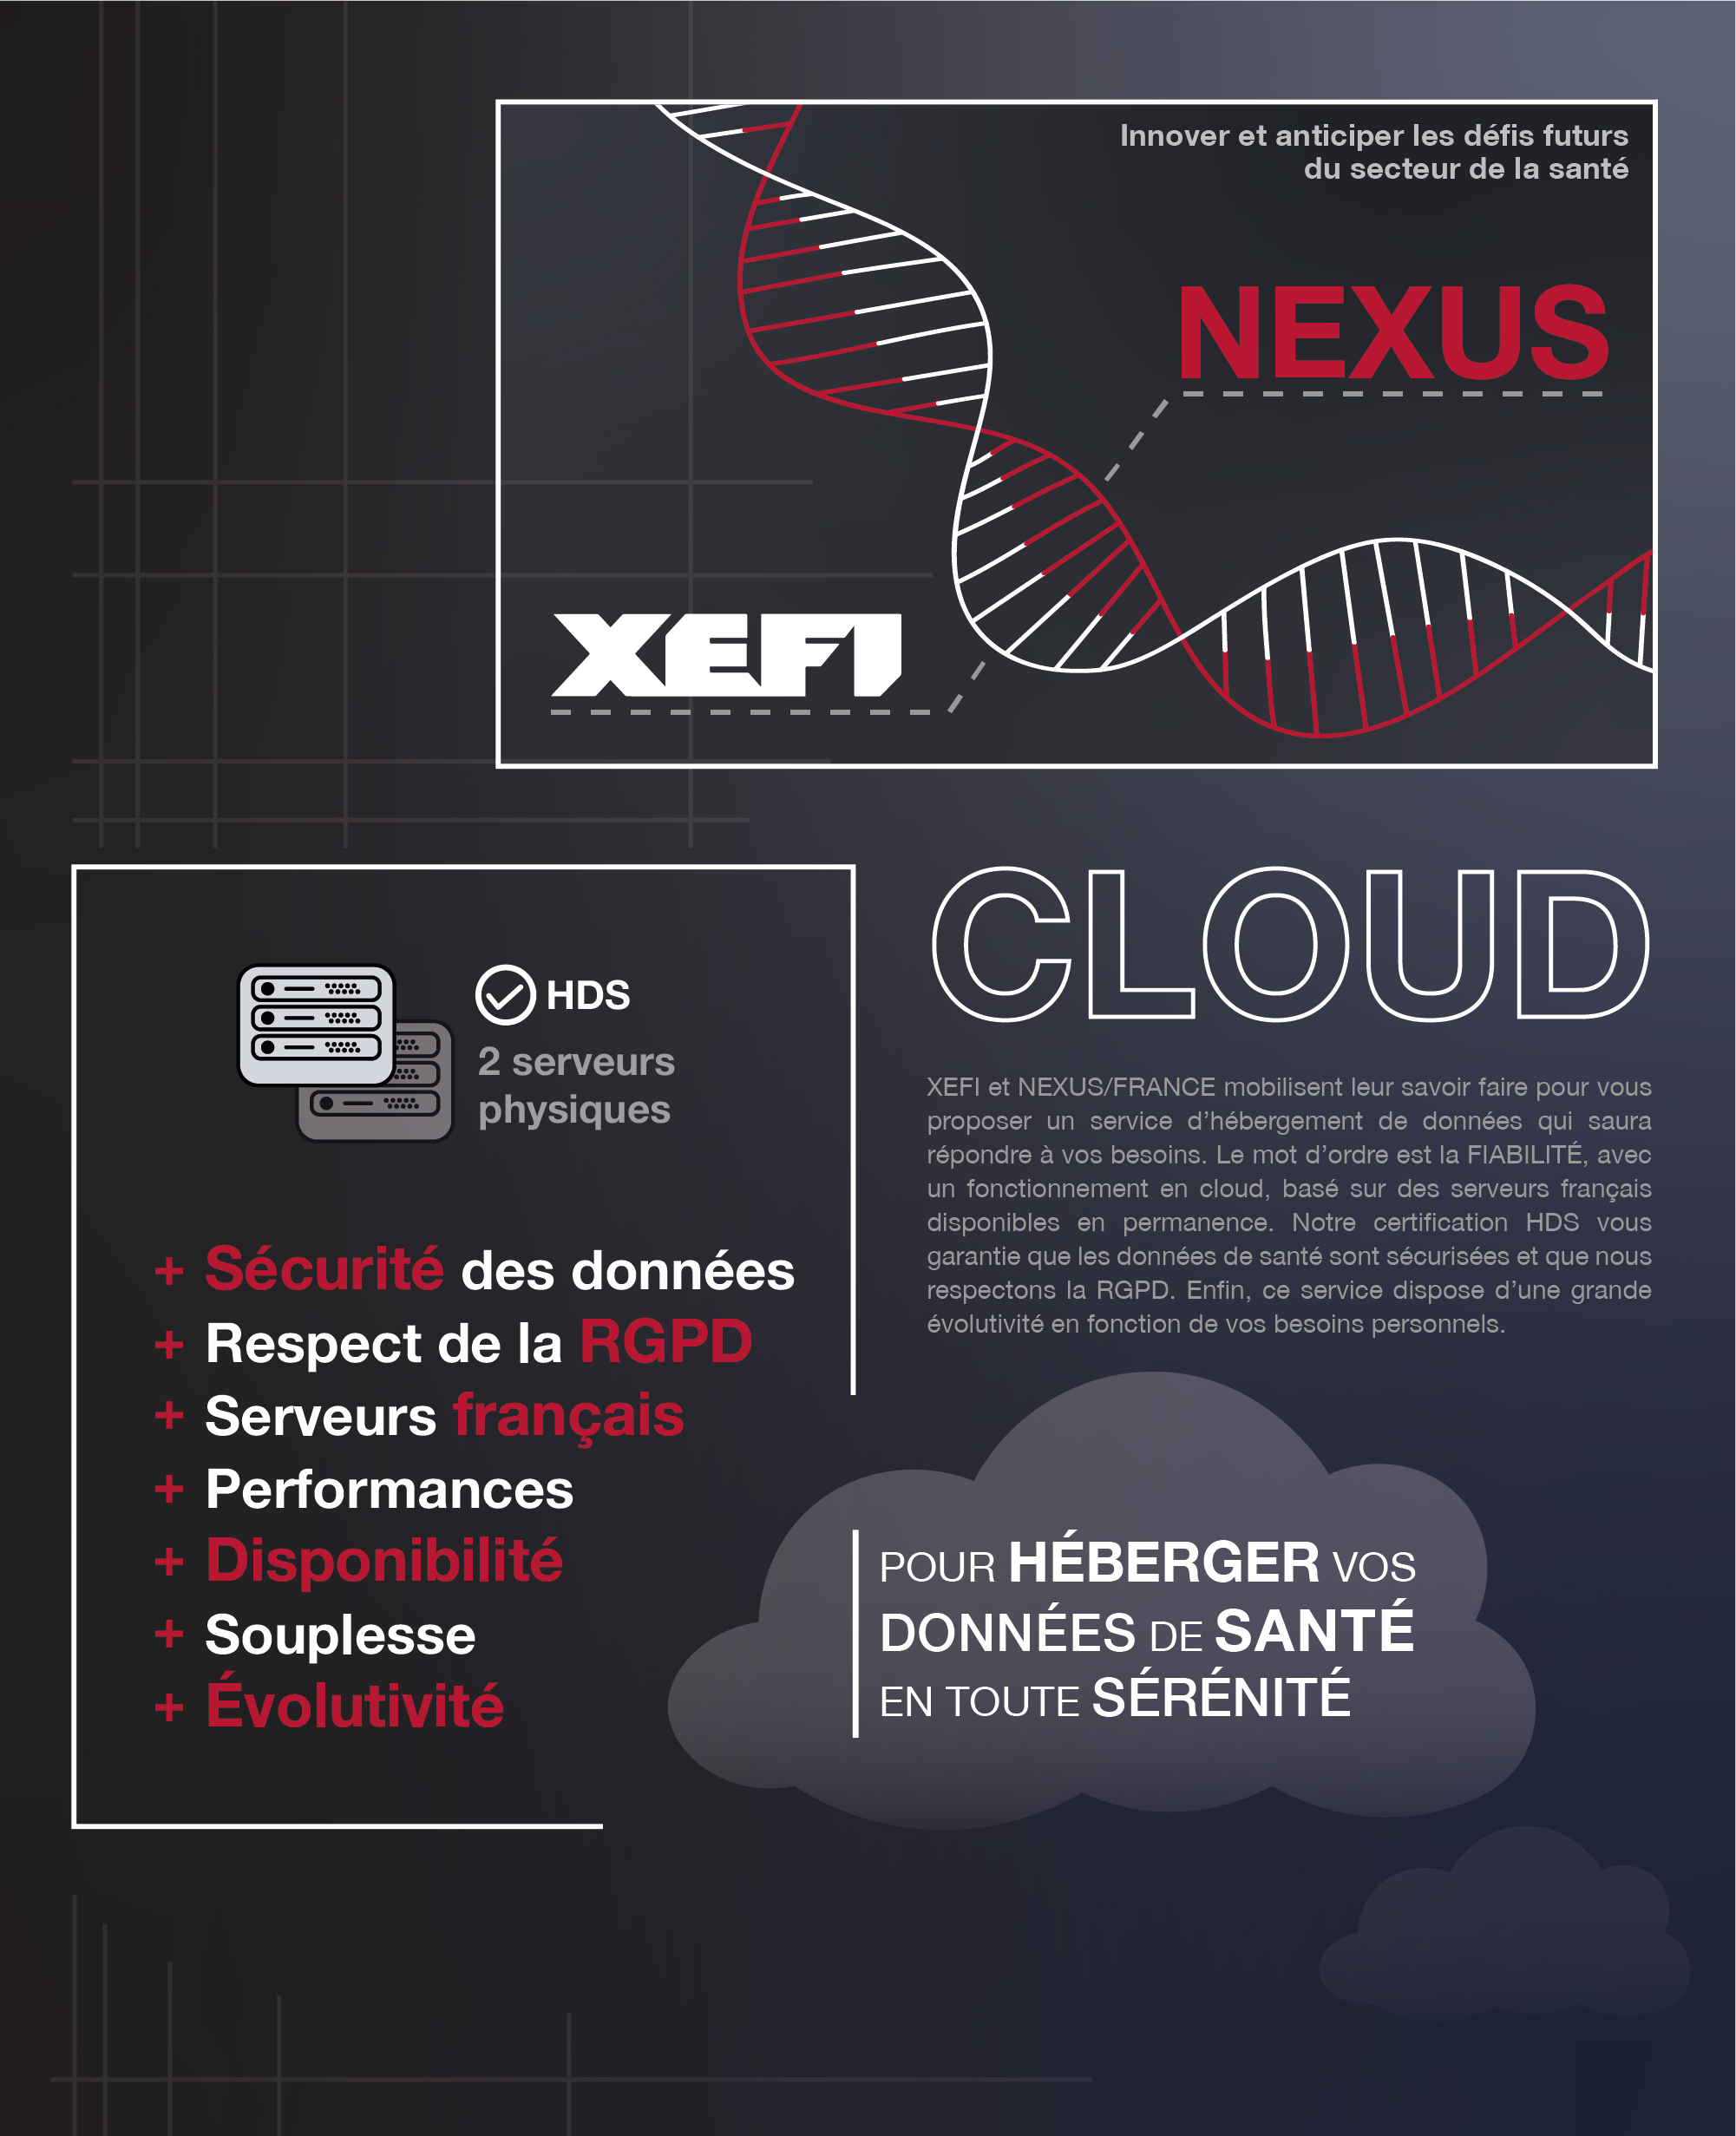 Innover et anticiper les défis futurs
du secteur de la santé
NEXUS
XEFI
HDS
2 serveurs
physiques
+ Sécurité des données
+ Respect de la RGPD
+ Serveurs français
+ Performances
+ Disponibilité
+ Souplesse
+ Évolutivité
CLOUD
XEFI et NEXUS/FRANCE mobilisent leur savoir faire pour vous
proposer un service d’hébergement de données qui saura
répondre à vos besoins. Le mot d’ordre est la FIABILITÉ, avec
un fonctionnement en cloud, basé sur des serveurs français
disponibles en permanence. Notre certification HDS vous
garantie que les données de santé sont sécurisées et que nous
respectons la RGPD. Enfin, ce service dispose d’une grande
évolutivité en fonction de vos besoins personnels.
POUR HÉBERGER VOS
DONNÉES DE SANTÉ
EN TOUTE SÉRÉNITÉ